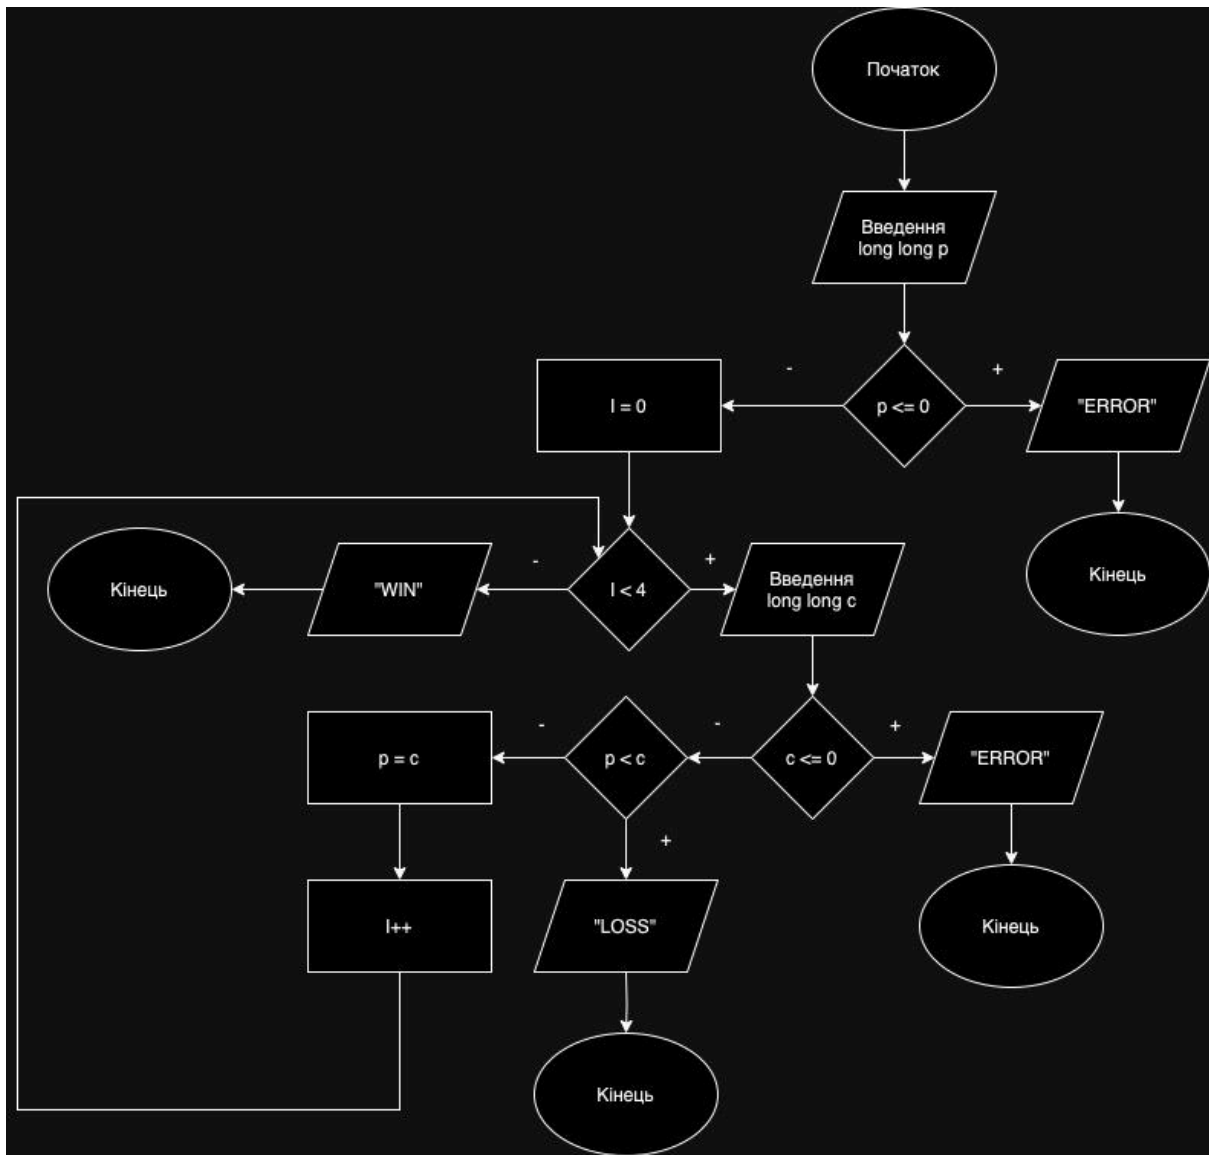 Початок
Введення
long long p
I = 0
-
p <= 0
+
"ERROR"
Кінець
Кінець
"WIN"
-
I < 4
+
Введення
long long c
p = c
-
p < c
-
c <= 0
+
"ERROR"
+
I++
"LOSS"
Кінець
Кінець